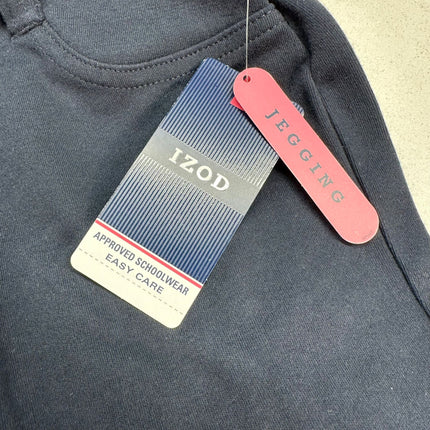 IZOD
APPROVED SCHOOLWEAR
EASY CARE
JEGGING